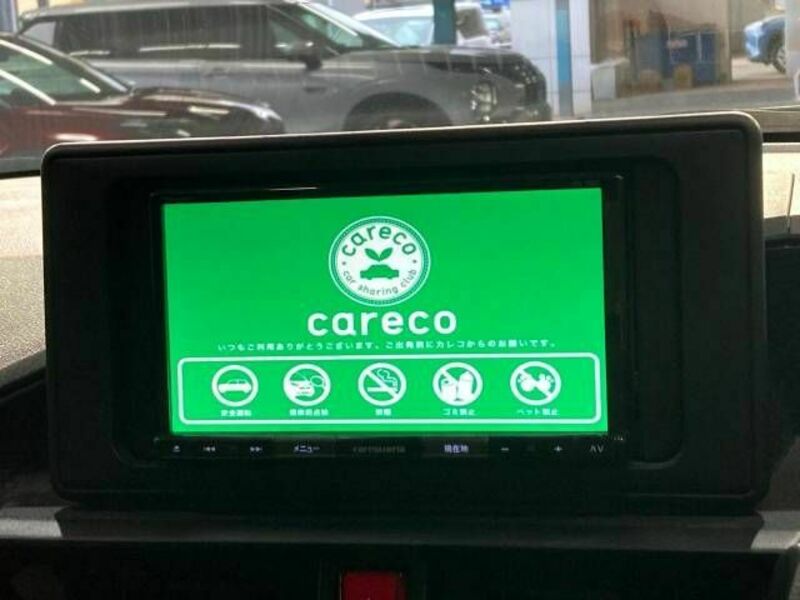 careco
car sharing club
careco
いつもご利用ありがとうございます。ご出発前にカレコからのお願いです。
安全運転
禁煙
ゴミ禁止
ペット禁止
メニュー
carrozzeria
現在地
AV